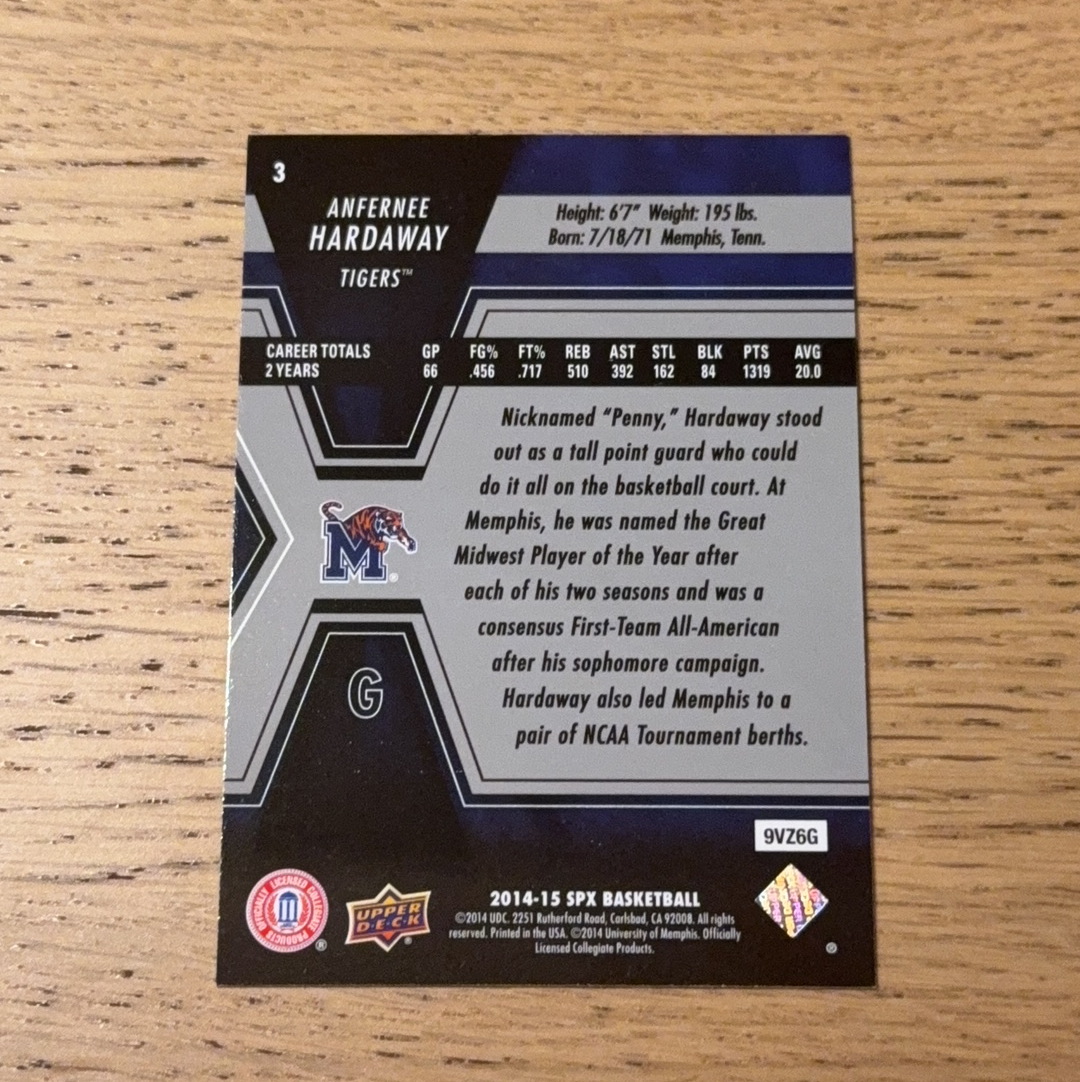 3
ANFERNEE
HARDAWAY
TIGERS™
Height: 6'7" Weight: 195 lbs.
Born: 7/18/71 Memphis, Tenn.
CAREER TOTALS GP FG% FT% REB AST STL BLK PTS AVG
2 YEARS 66 .456 .717 510 392 162 84 1319 20.0
Nicknamed "Penny," Hardaway stood
out as a tall point guard who could
do it all on the basketball court. At
Memphis, he was named the Great
Midwest Player of the Year after
each of his two seasons and was a
consensus First-Team All-American
after his sophomore campaign.
Hardaway also led Memphis to a
pair of NCAA Tournament berths.
M®
G
9VZ6G
OFFICIALLY LICENSED COLLEGIATE PRODUCTS ®
UPPER
D·E·C·K®
2014-15 SPX BASKETBALL
©2014 UDC. 2251 Rutherford Road, Carlsbad, CA 92008. All rights
reserved. Printed in the USA. ©2014 University of Memphis. Officially
Licensed Collegiate Products.